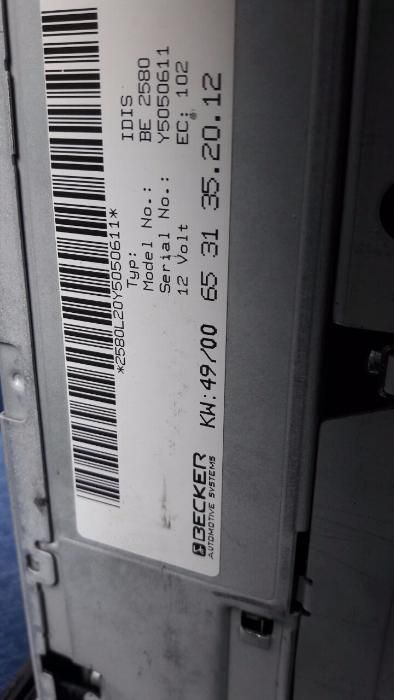 *2580L20Y5050611*
Typ: IDIS
Model No.: BE 2580
Serial No.: Y5050611
12 Volt EC: 102
KW:49/00 65 31 35.20.12
BECKER
AUTOMOTIVE SYSTEMS